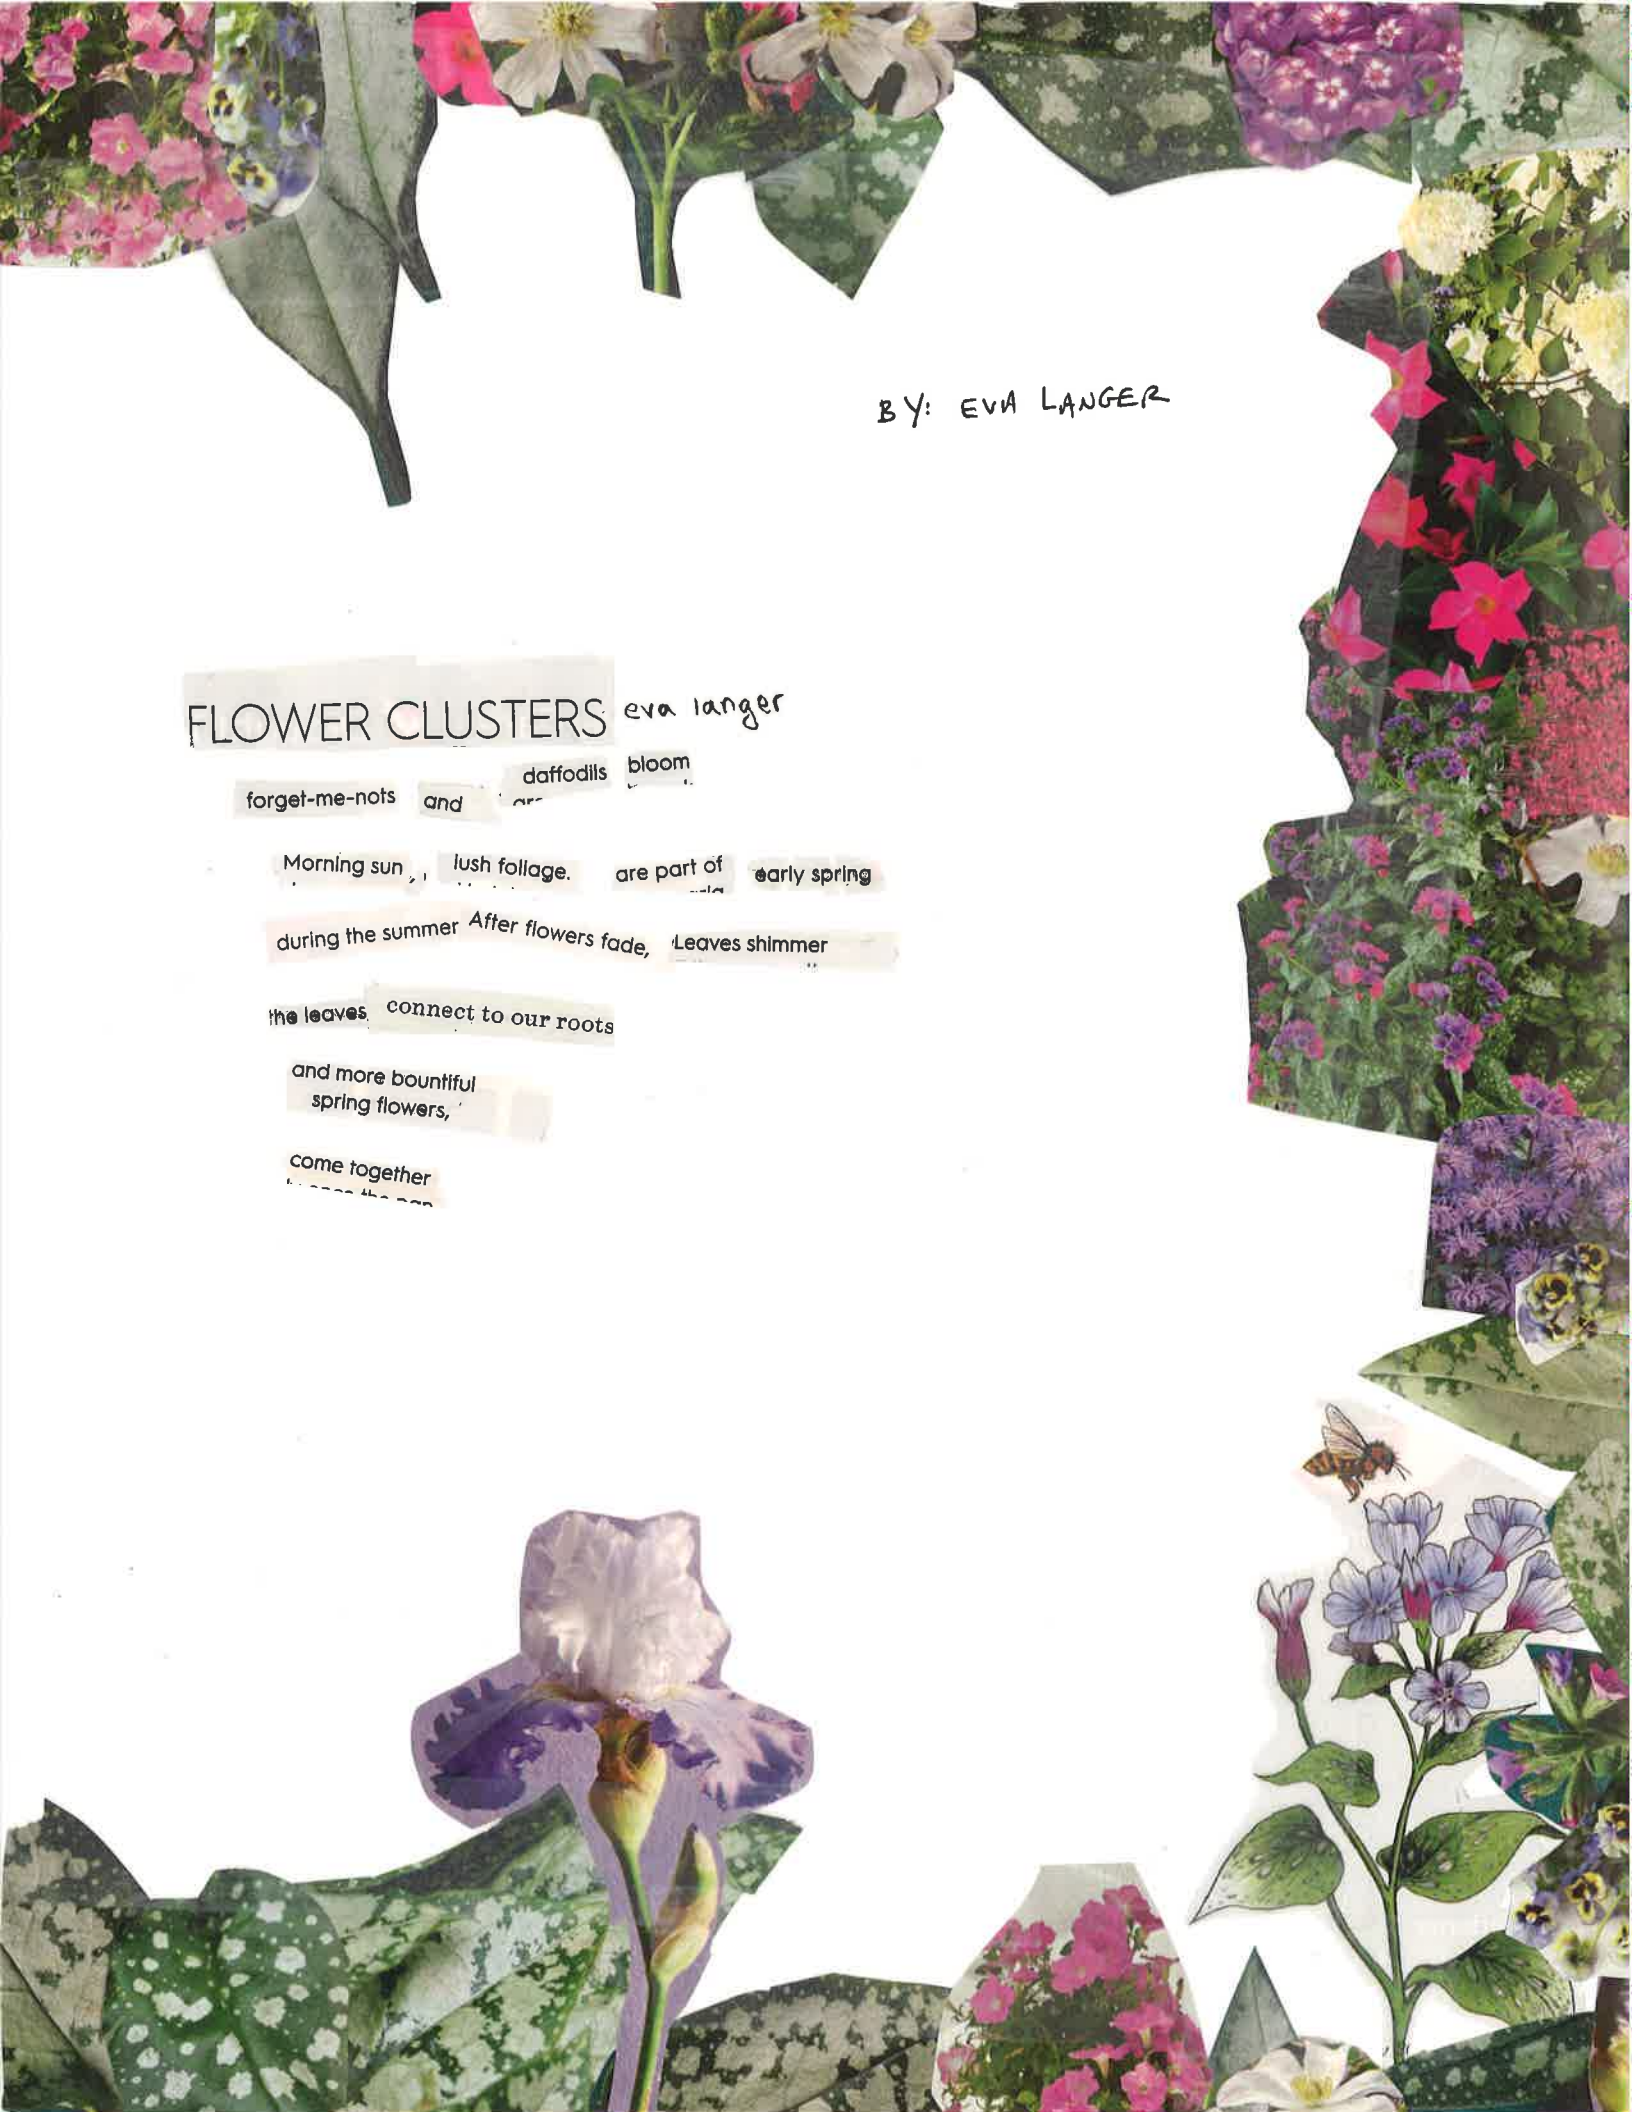 BY: EVA LANGER
FLOWER CLUSTERS eva langer
forget-me-nots and daffodils bloom
Morning sun, , lush foliage. are part of early spring
during the summer After flowers fade, Leaves shimmer
the leaves connect to our roots
and more bountiful
spring flowers,
come together